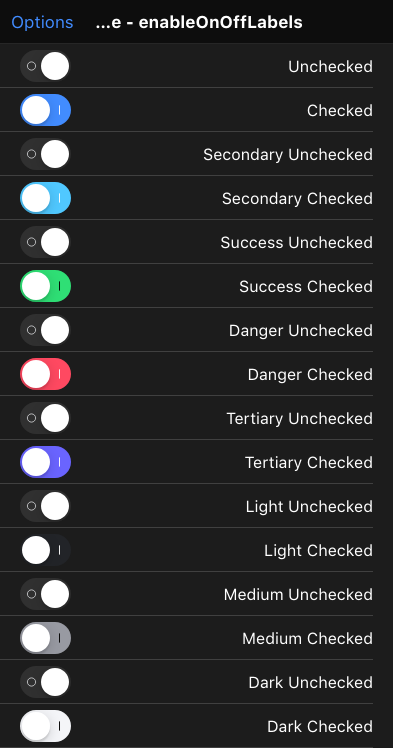 Options ...e - enableOnOffLabels
Unchecked
Checked
Secondary Unchecked
Secondary Checked
Success Unchecked
Success Checked
Danger Unchecked
Danger Checked
Tertiary Unchecked
Tertiary Checked
Light Unchecked
Light Checked
Medium Unchecked
Medium Checked
Dark Unchecked
Dark Checked